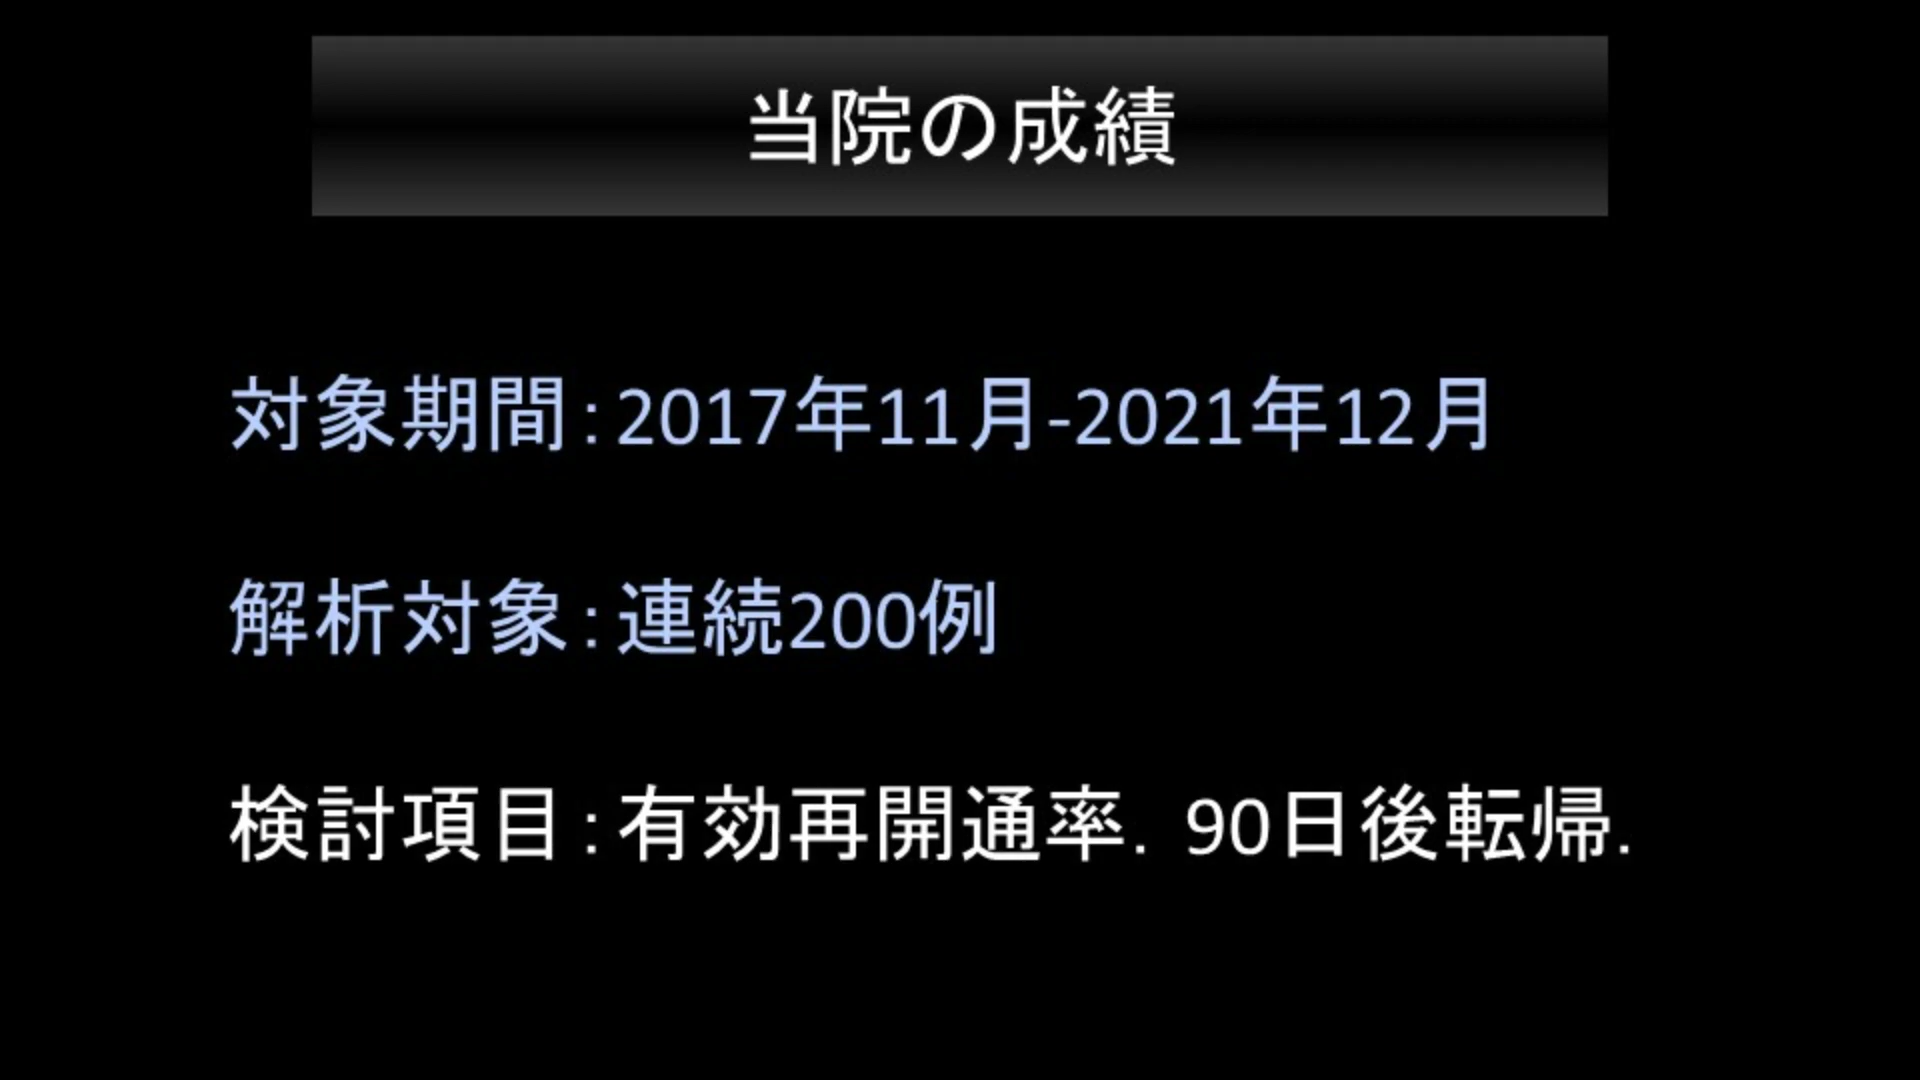 当院の成績
対象期間：2017年11月-2021年12月
解析対象：連続200例
検討項目：有効再開通率．90日後転帰．